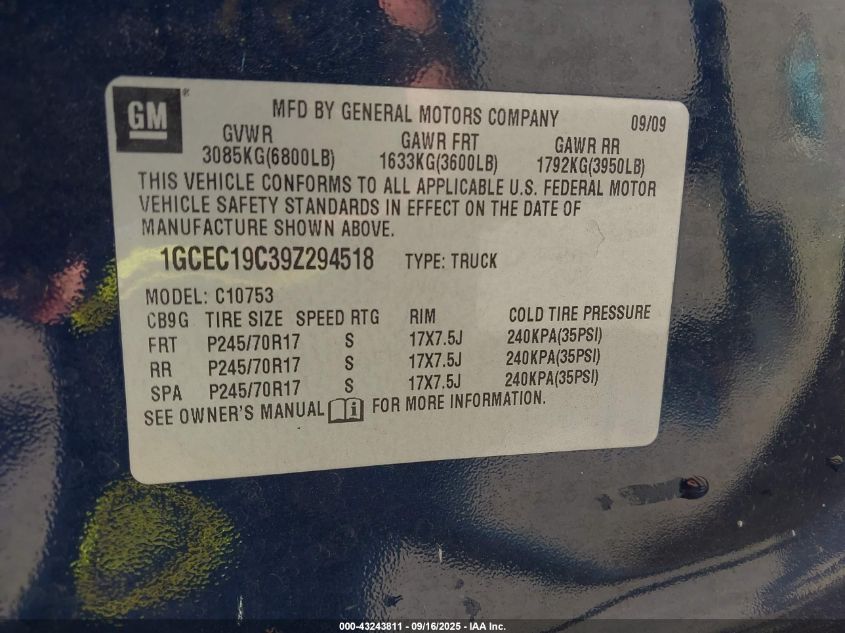 GM ®
MFD BY GENERAL MOTORS COMPANY 09/09
GVWR GAWR FRT GAWR RR
3085KG(6800LB) 1633KG(3600LB) 1792KG(3950LB)
THIS VEHICLE CONFORMS TO ALL APPLICABLE U.S. FEDERAL MOTOR
VEHICLE SAFETY STANDARDS IN EFFECT ON THE DATE OF
MANUFACTURE SHOWN ABOVE.
1GCEC19C39Z294518 TYPE: TRUCK
MODEL: C10753
CB9G TIRE SIZE SPEED RTG RIM COLD TIRE PRESSURE
FRT P245/70R17 S 17X7.5J 240KPA(35PSI)
RR P245/70R17 S 17X7.5J 240KPA(35PSI)
SPA P245/70R17 S 17X7.5J 240KPA(35PSI)
SEE OWNER'S MANUAL i FOR MORE INFORMATION.
000-43243811 - 09/16/2025 - IAA Inc.